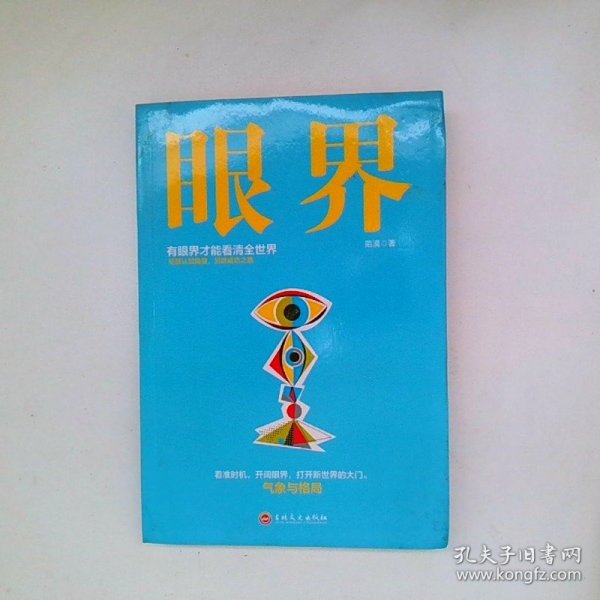 眼界
陌漠◎著
有眼界才能看清全世界
看准时机,开阔眼界,打开新世界的大门。
气象与格局
吉林文史出版社
孔夫子旧书网
www.kongfz.com